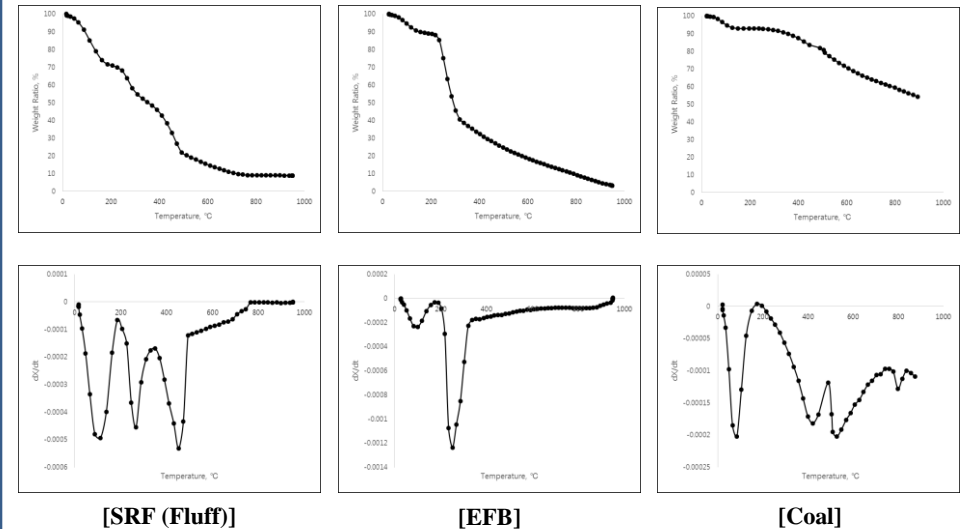 100
90
80
70
60
50
40
30
20
10
0
0 200 400 600 800 1000
Weight Ratio, %
Temperature, ℃
100
90
80
70
60
50
40
30
20
10
0
0 200 400 600 800 1000
Weight Ratio, %
Temperature, ℃
100
90
80
70
60
50
40
30
20
10
0
0 200 400 600 800 1000
Weight Ratio, %
Temperature, ℃
0.0001
0
-0.0001
-0.0002
-0.0003
-0.0004
-0.0005
-0.0006
0 200 400 600 800 1000
dX/dt
Temperature, ℃
0.0002
0
-0.0002
-0.0004
-0.0006
-0.0008
-0.001
-0.0012
-0.0014
0 200 400 600 1000
dX/dt
Temperature, ℃
0.00005
0
-0.00005
-0.0001
-0.00015
-0.0002
-0.00025
0 200 400 600 800 1000
dX/dt
Temperature, ℃
[SRF (Fluff)]
[EFB]
[Coal]